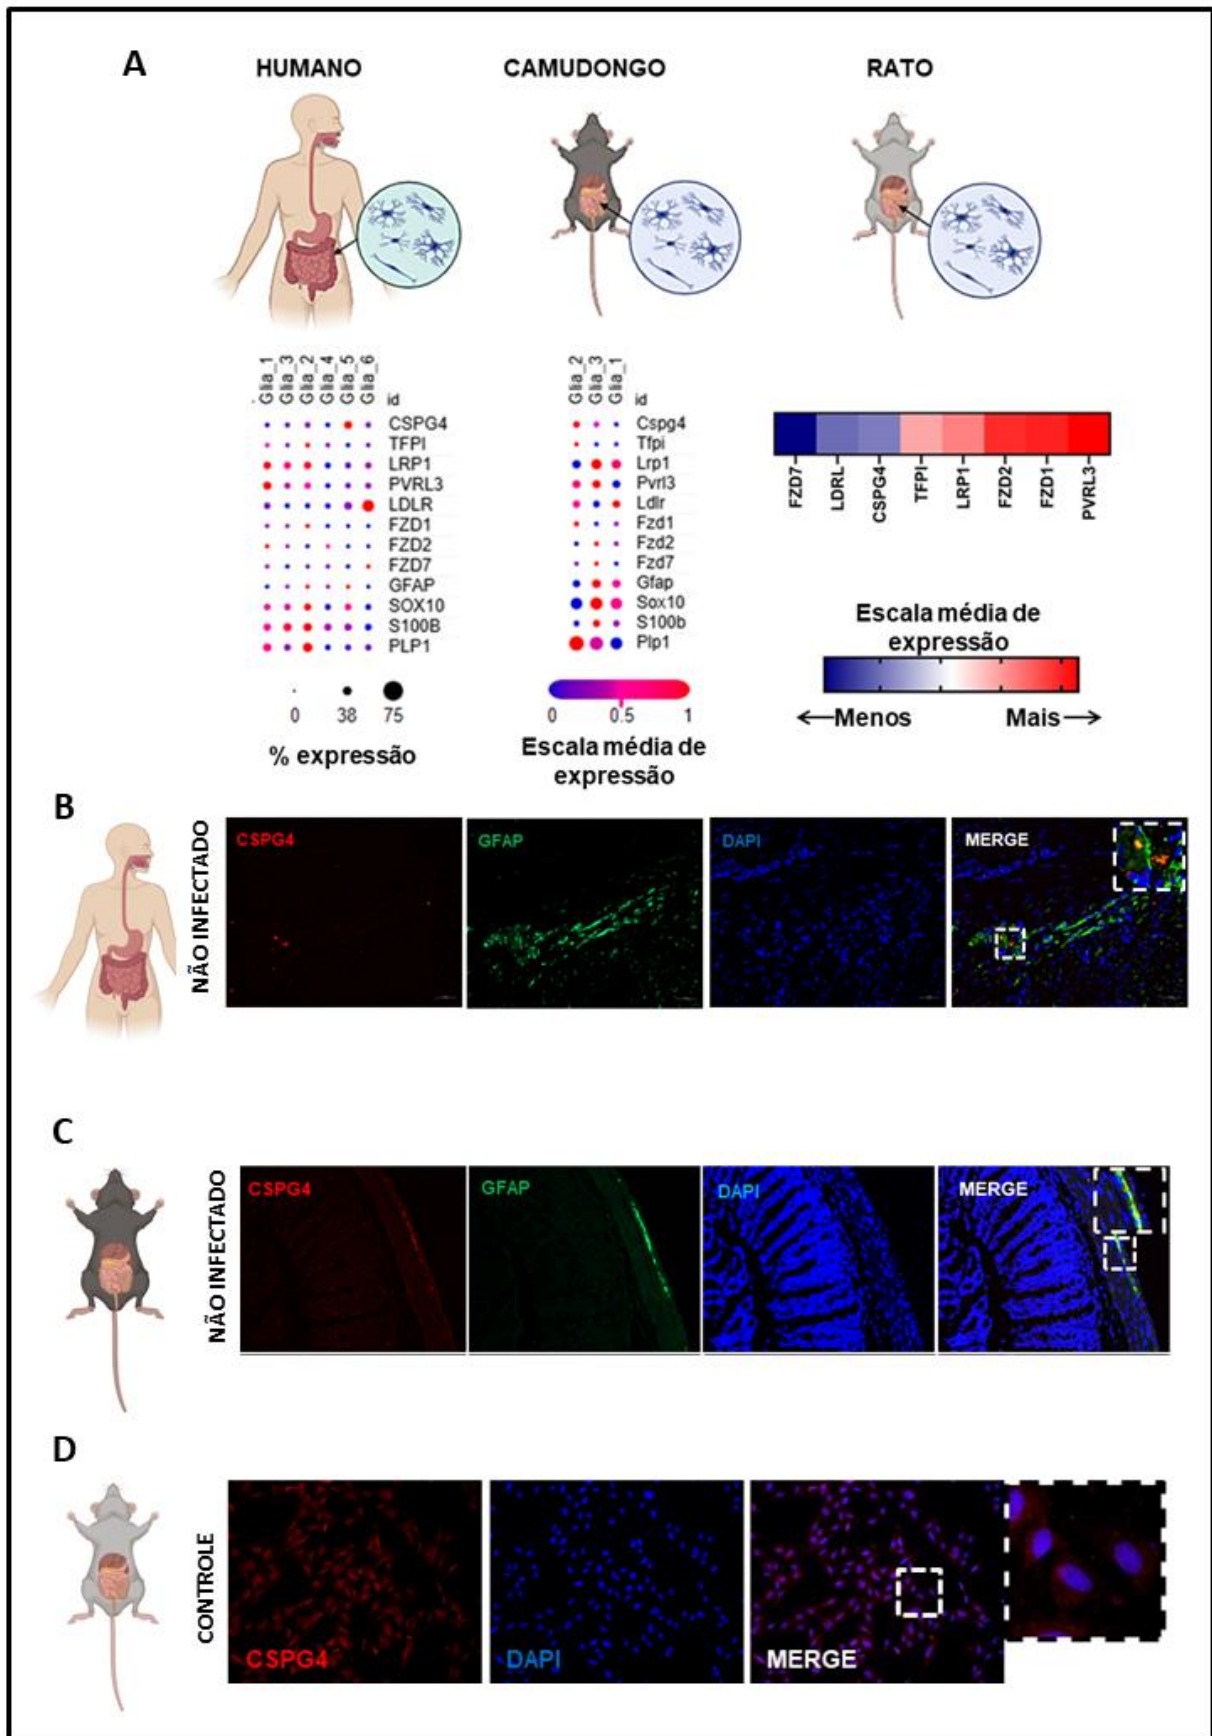 A
HUMANO
CAMUDONGO
RATO
Glia_1
Glia_3
Glia_2
Glia_4
Glia_5
Glia_6
id
CSPG4
TFPI
LRP1
PVRL3
LDLR
FZD1
FZD2
FZD7
GFAP
SOX10
S100B
PLP1
0
38
75
% expressão
Glia_2
Glia_3
Glia_1
id
Cspg4
Tfpi
Lrp1
Pvrl3
Ldlr
Fzd1
Fzd2
Fzd7
Gfap
Sox10
S100b
Plp1
0
0.5
1
Escala média de
expressão
FZD7
LDRL
CSPG4
TFPI
LRP1
FZD2
FZD1
PVRL3
Escala média de
expressão
←Menos
Mais→
B
NÃO INFECTADO
CSPG4
GFAP
DAPI
MERGE
C
NÃO INFECTADO
CSPG4
GFAP
DAPI
MERGE
D
CONTROLE
CSPG4
DAPI
MERGE